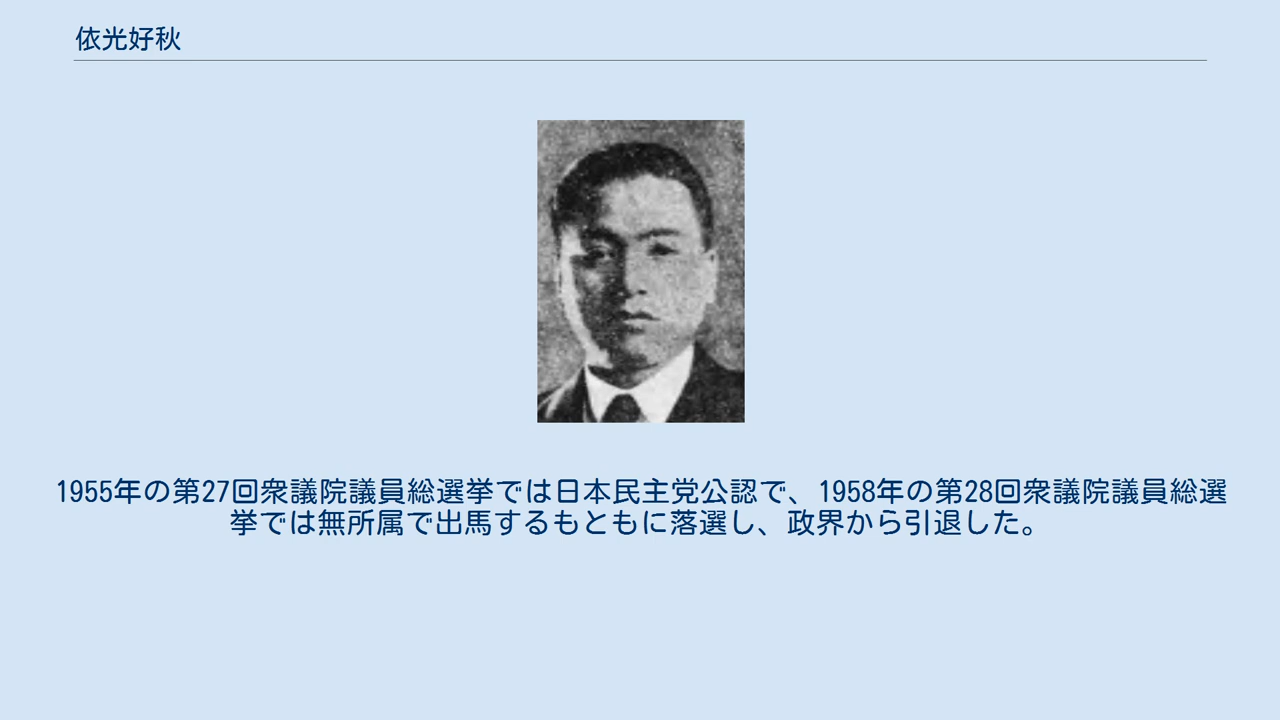 依光好秋
1955年の第27回衆議院議員総選挙では日本民主党公認で、1958年の第28回衆議院議員総選
挙では無所属で出馬するもともに落選し、政界から引退した。